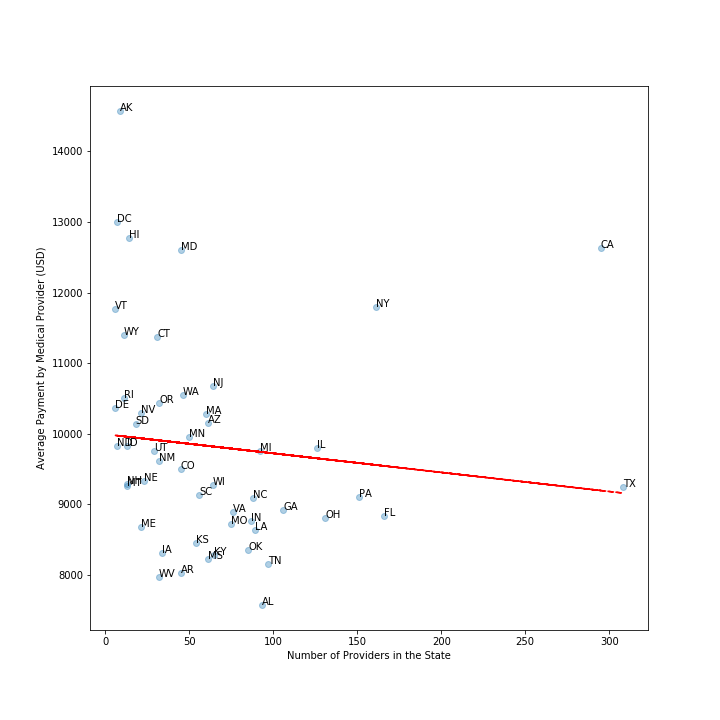 AK
14000
DC
13000
HI
MD
CA
12000
VT
NY
WY
CT
11000
NJ
WA
RI
OR
DE
NV
MA
SD
AZ
10000
MN
ND
ID
UT
MI
IL
NM
CO
NH
MT
NE
WI
TX
SC
NC
PA
9000
VA
GA
FL
MO
IN
OH
ME
LA
KS
OK
IA
KY
MS
TN
8000
WV
AR
AL
0
50
100
150
200
250
300
Number of Providers in the State
Average Payment by Medical Provider (USD)